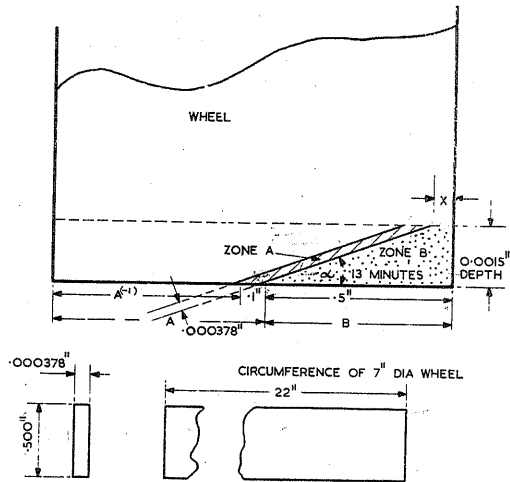 WHEEL
X
ZONE A
ZONE B
α
13 MINUTES
0·0015" DEPTH
A(-1)
·1"
·5"
A
B
·000378"
·000378"
CIRCUMFERENCE OF 7" DIA WHEEL
22"
·500"